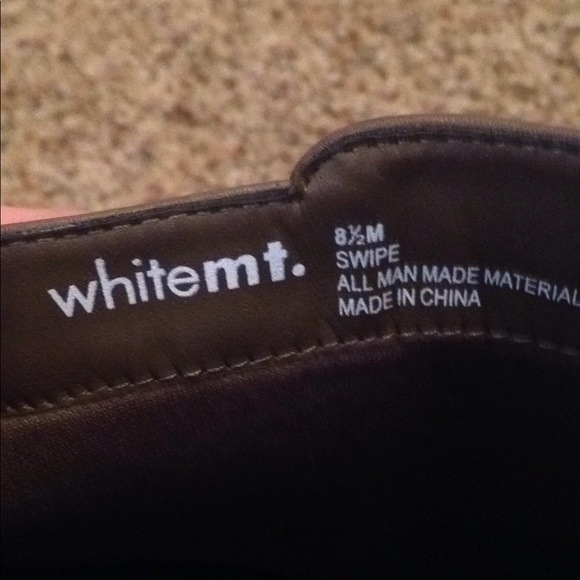 whitemt.
8½M
SWIPE
ALL MAN MADE MATERIAL
MADE IN CHINA